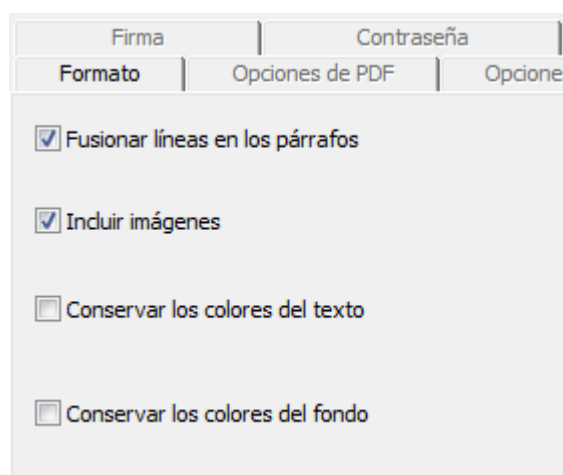 Firma Contraseña
Formato Opciones de PDF Opcione
Fusionar líneas en los párrafos
Incluir imágenes
Conservar los colores del texto
Conservar los colores del fondo